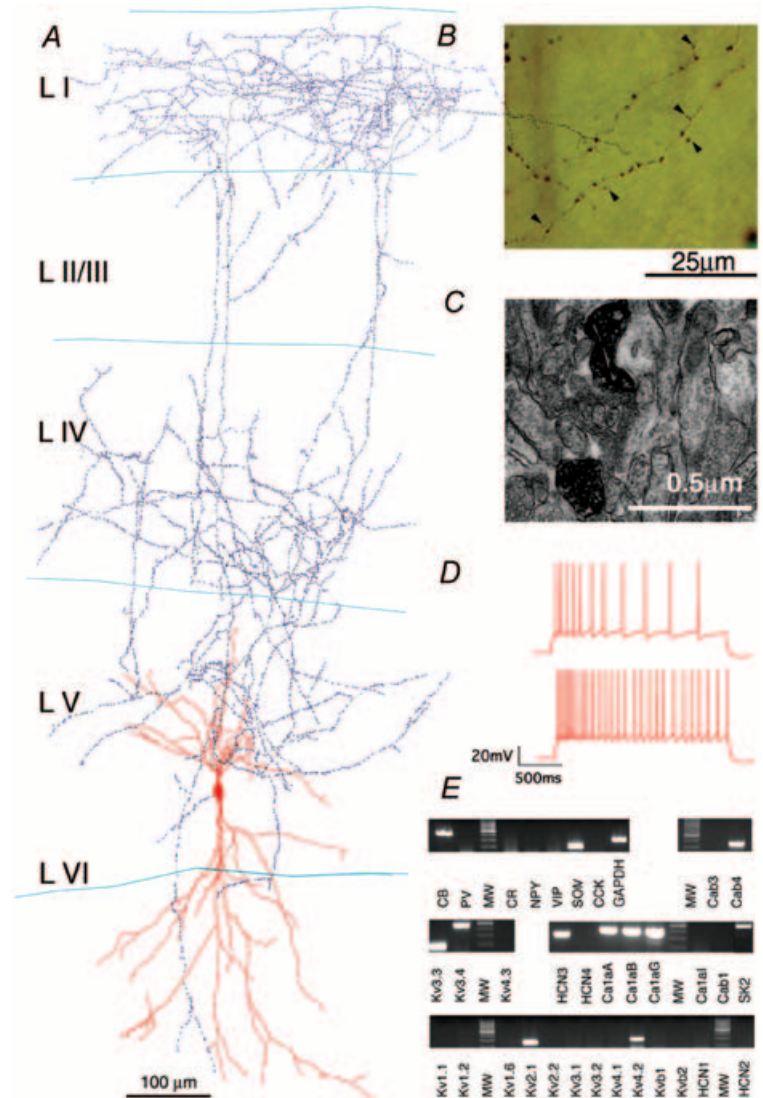 A
B
L I
25µm
L II/III
C
L IV
0.5µm
D
L V
20mV
500ms
E
L VI
CB
PV
MW
CR
NPY
VIP
SOM
CCK
GAPDH
MW
Cab3
Cab4
Kv3.3
Kv3.4
MW
Kv4.3
HCN3
HCN4
Ca1aA
Ca1aB
Ca1aG
MW
Ca1aI
Cab1
SK2
Kv1.1
Kv1.2
MW
Kv1.6
Kv2.1
Kv2.2
Kv3.1
Kv3.2
Kv4.1
Kv4.2
Kvb1
Kvb2
HCN1
MW
HCN2
100 µm